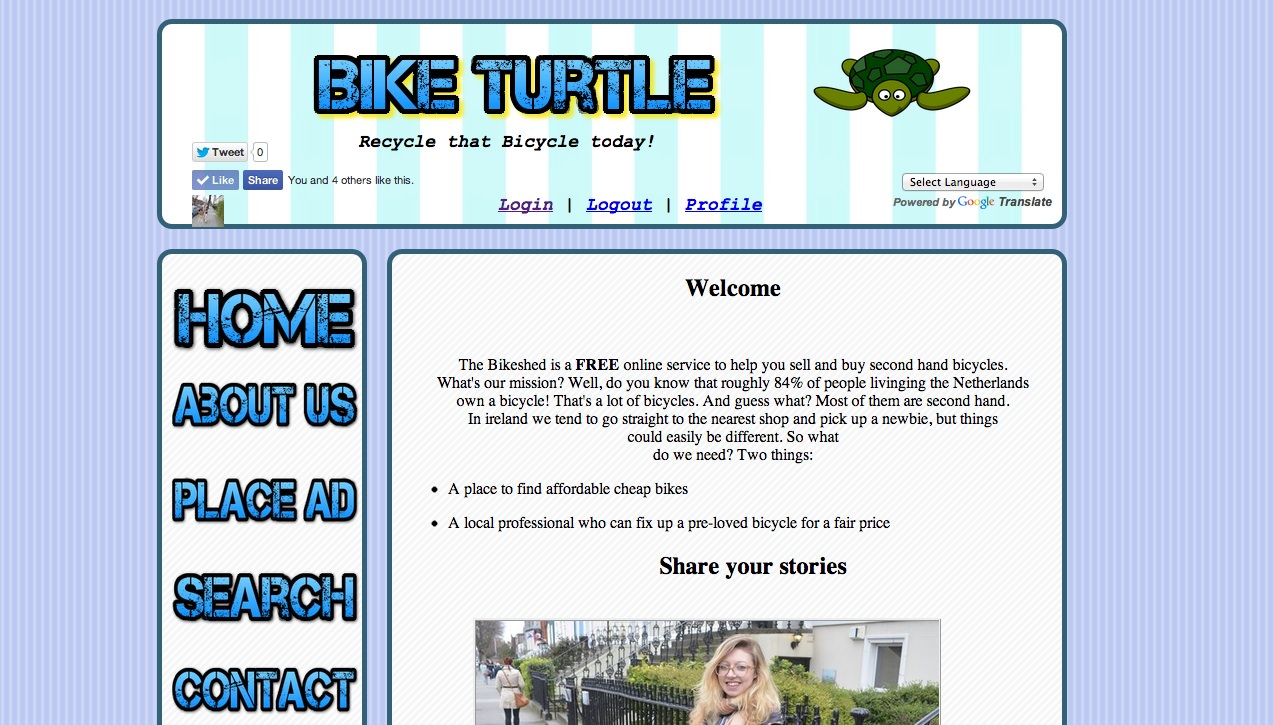 BIKE TURTLE
Recycle that Bicycle today!
Tweet 0
Like Share You and 4 others like this.
Select Language
Powered by Google Translate
Login | Logout | Profile
HOME
ABOUT US
PLACE AD
SEARCH
CONTACT
Welcome
The Bikeshed is a FREE online service to help you sell and buy second hand bicycles.
What's our mission? Well, do you know that roughly 84% of people livinging the Netherlands
own a bicycle! That's a lot of bicycles. And guess what? Most of them are second hand.
In ireland we tend to go straight to the nearest shop and pick up a newbie, but things
could easily be different. So what
do we need? Two things:
• A place to find affordable cheap bikes
• A local professional who can fix up a pre-loved bicycle for a fair price
Share your stories